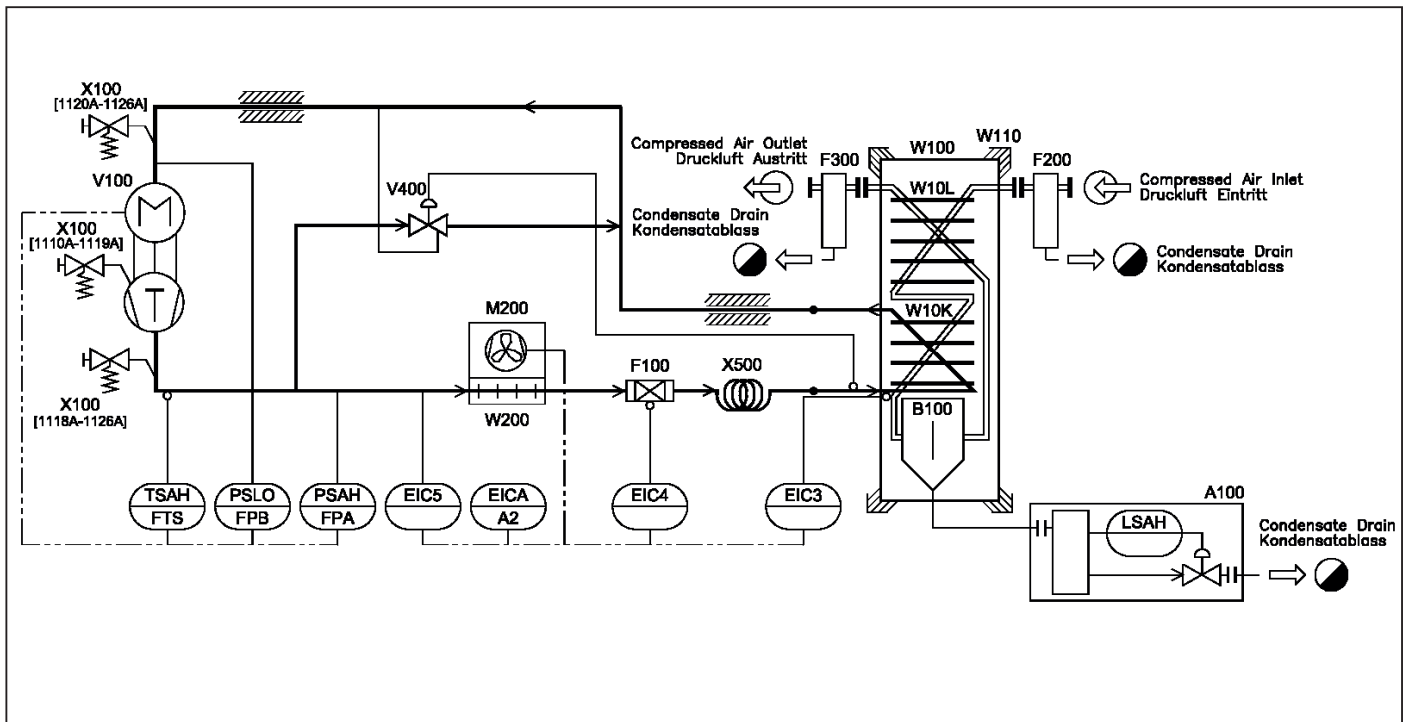 X100
[1120A-1126A]
V100
X100
[1110A-1119A]
X100
[1118A-1126A]
V400
Compressed Air Outlet
Druckluft Austritt
Condensate Drain
Kondensatablass
F300
W100
W110
F200
W10L
Compressed Air Inlet
Druckluft Eintritt
Condensate Drain
Kondensatablass
W10K
M200
W200
F100
X500
B100
TSAH
FTS
PSLO
FPB
PSAH
FPA
EIC5
EICA
A2
EIC4
EIC3
A100
LSAH
Condensate Drain
Kondensatablass
M
T